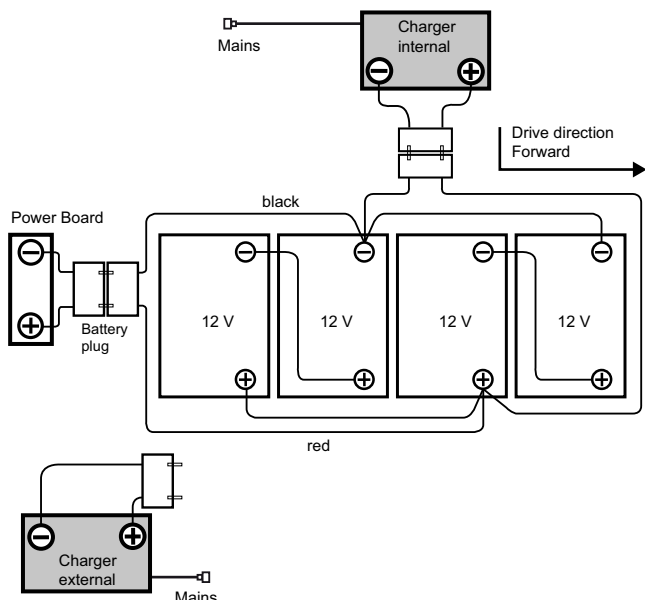 Charger
internal
Mains
Drive direction
Forward
black
Power Board
12 V
12 V
12 V
12 V
Battery
plug
red
Charger
external
Mains